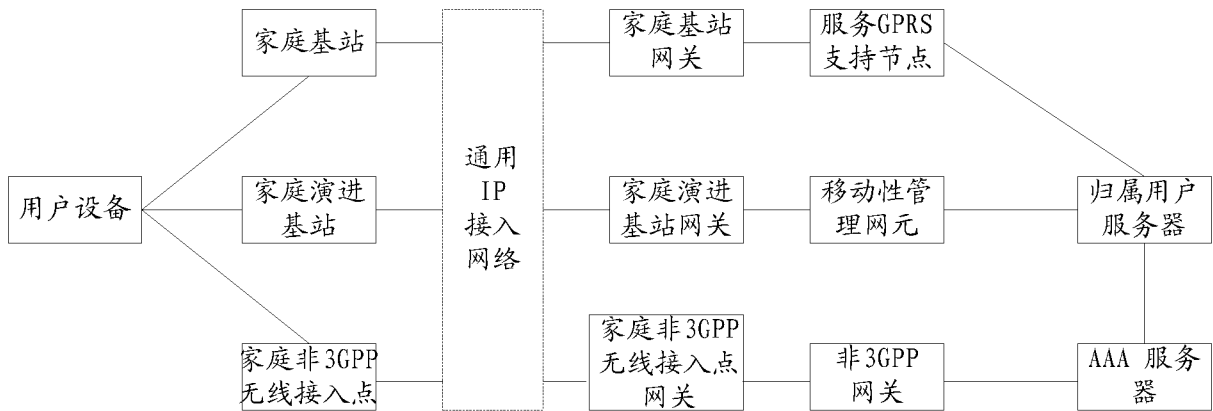 家庭基站
家庭基站
网关
服务GPRS
支持节点
通用
IP
接入
网络
用户设备
家庭演进
基站
家庭演进
基站网关
移动性管
理网元
归属用户
服务器
家庭非3GPP
无线接入点
家庭非3GPP
无线接入点
网关
非3GPP
网关
AAA 服务
器